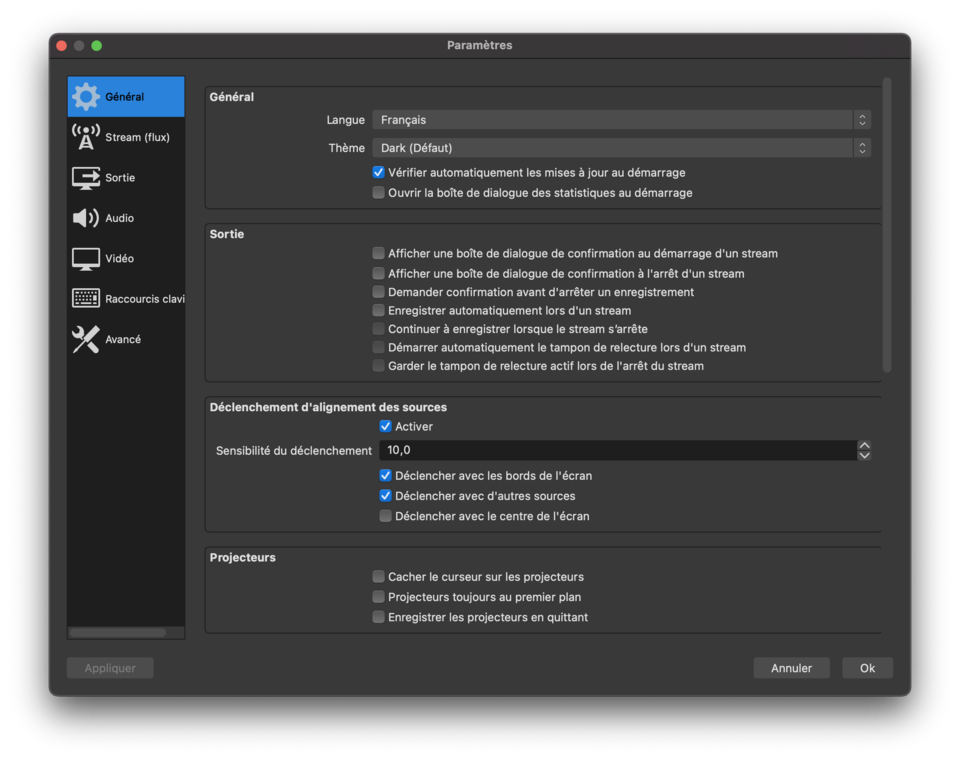 Paramètres
Général
Stream (flux)
Sortie
Audio
Vidéo
Raccourcis clavi
Avancé
Général
Langue Français
Thème Dark (Défaut)
Vérifier automatiquement les mises à jour au démarrage
Ouvrir la boîte de dialogue des statistiques au démarrage
Sortie
Afficher une boîte de dialogue de confirmation au démarrage d'un stream
Afficher une boîte de dialogue de confirmation à l'arrêt d'un stream
Demander confirmation avant d'arrêter un enregistrement
Enregistrer automatiquement lors d'un stream
Continuer à enregistrer lorsque le stream s'arrête
Démarrer automatiquement le tampon de relecture lors d'un stream
Garder le tampon de relecture actif lors de l'arrêt du stream
Déclenchement d'alignement des sources
Activer
Sensibilité du déclenchement 10,0
Déclencher avec les bords de l'écran
Déclencher avec d'autres sources
Déclencher avec le centre de l'écran
Projecteurs
Cacher le curseur sur les projecteurs
Projecteurs toujours au premier plan
Enregistrer les projecteurs en quittant
Appliquer
Annuler
Ok